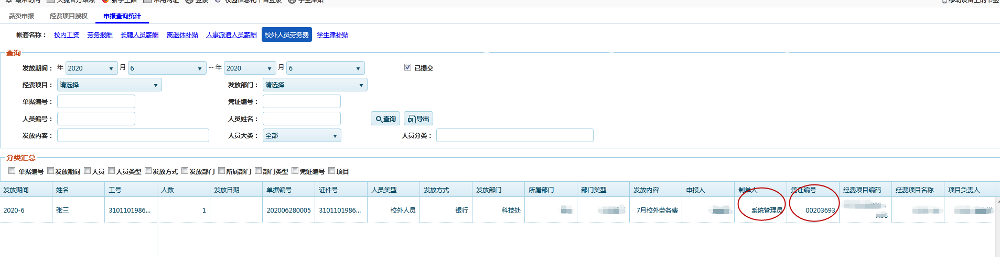 薪资申报 经费项目授权 申报查询统计
帐套名称： 校内工资 劳务报酬 长聘人员薪酬 离退休补贴 人事派遣人员薪酬 校外人员劳务费 学生津补贴
查询
发放期间： 年 2020 月 6 -- 年 2020 月 6 已提交
经费项目： 请选择 发放部门： 请选择
单据编号： 凭证编号：
人员编号： 人员姓名： 查询 导出
发放内容： 人员大类： 全部 人员分类：
分类汇总
单据编号 发放期间 人员 人员类型 发放方式 发放部门 所属部门 部门类型 凭证编号 项目
发放期间 姓名 工号 人数 发放日期 单据编号 证件号 人员类型 发放方式 发放部门 所属部门 部门类型 发放内容 申报人 制单人 凭证编号 经费项目编码 经费项目名称 项目负责人
2020-6 张三 3101101986... 1 202006280005 3101101986... 校外人员 银行 科技处 7月校外劳务费 系统管理员 00203693